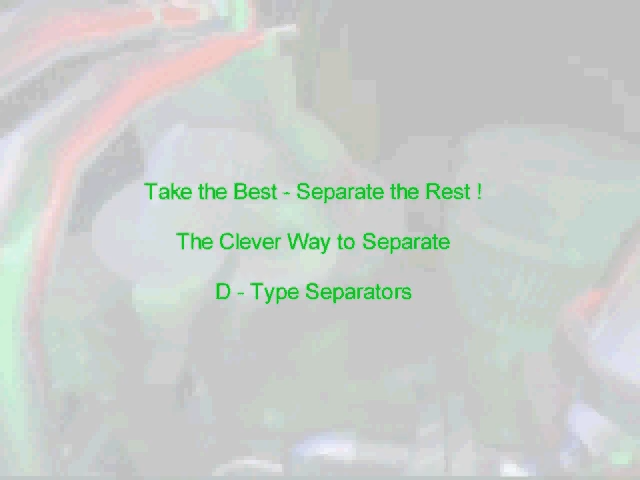 Take the Best - Separate the Rest !
The Clever Way to Separate
D - Type Separators